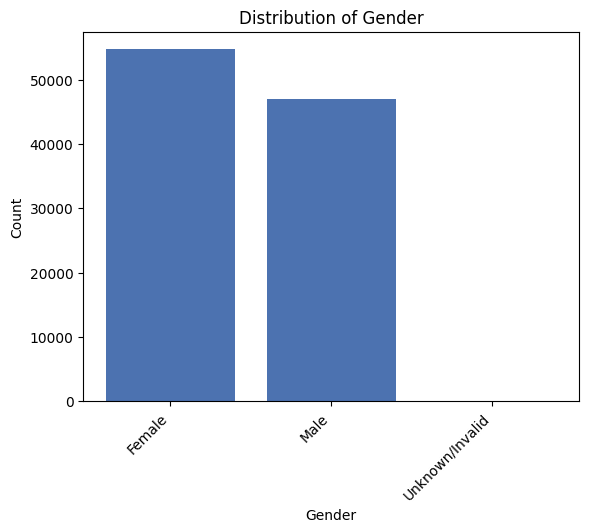 Distribution of Gender
50000
40000
30000
20000
10000
0
Count
Female
Male
Unknown/Invalid
Gender